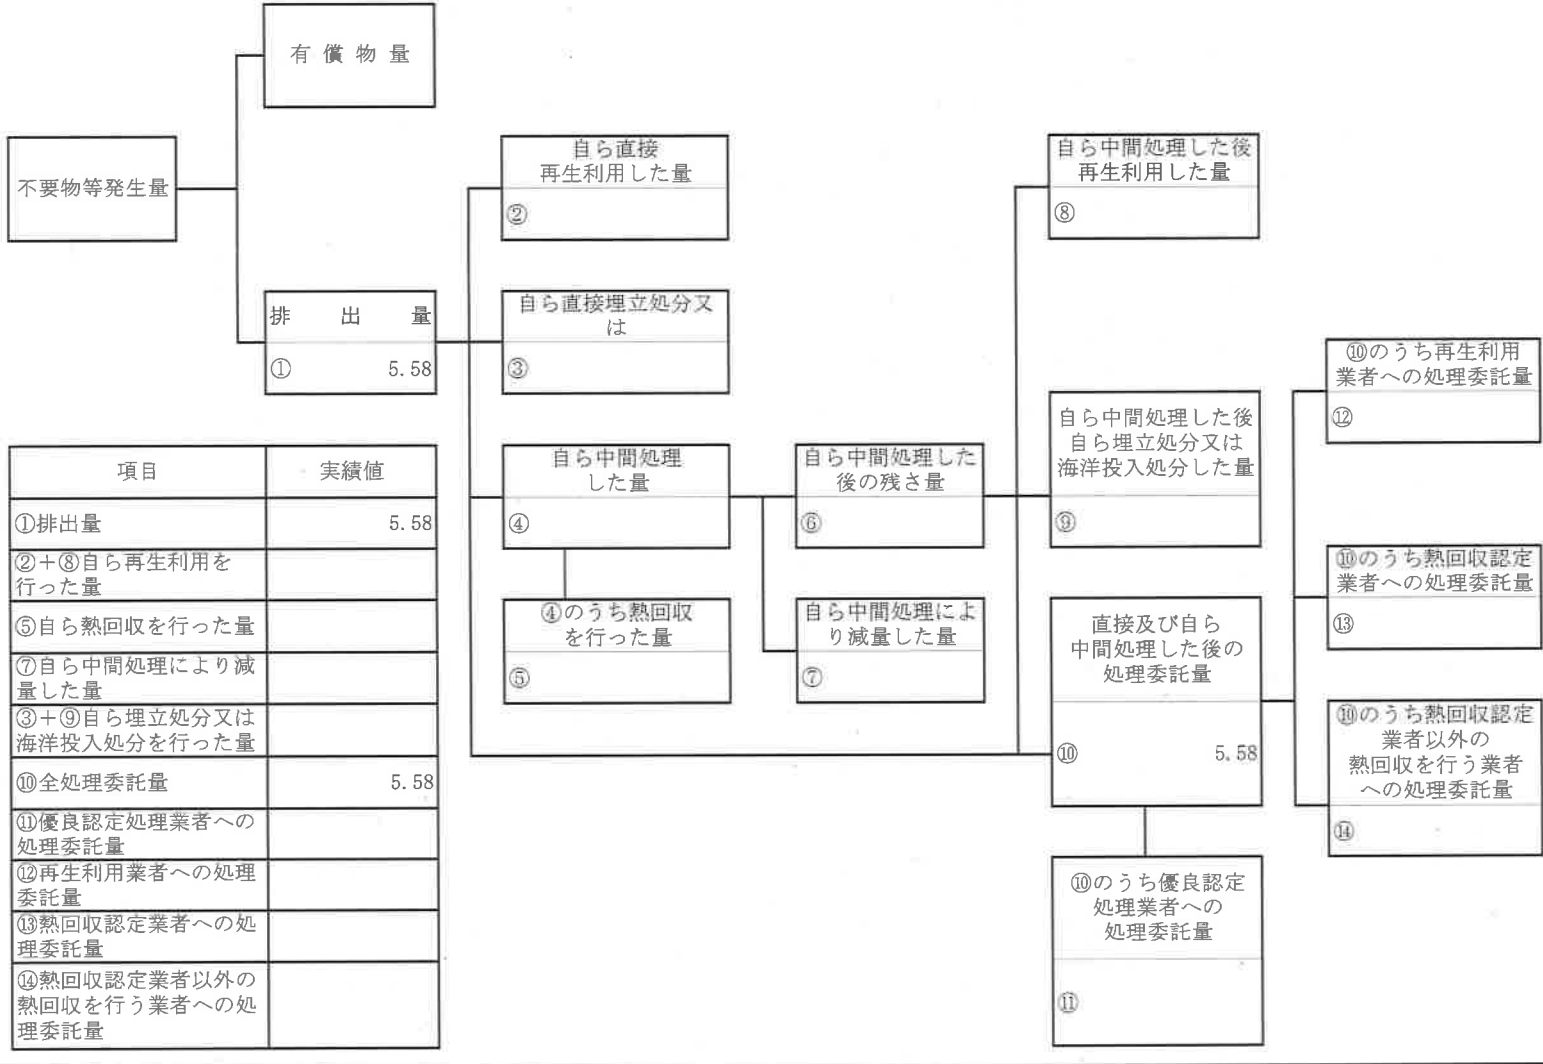 有償物量
不要物等発生量
排出量
①
5.58
自ら直接
再生利用した量
②
自ら直接埋立処分又
は
③
自ら中間処理
した量
④
④のうち熱回収
を行った量
⑤
自ら中間処理した
後の残さ量
⑥
自ら中間処理によ
り減量した量
⑦
自ら中間処理した後
再生利用した量
⑧
自ら中間処理した後
自ら埋立処分又は
海洋投入処分した量
⑨
直接及び自ら
中間処理した後の
処理委託量
⑩
5.58
⑩のうち優良認定
処理業者への
処理委託量
⑪
⑩のうち再生利用
業者への処理委託量
⑫
⑩のうち熱回収認定
業者への処理委託量
⑬
⑩のうち熱回収認定
業者以外の
熱回収を行う業者
への処理委託量
⑭
項目
実績値
①排出量
5.58
②+⑧自ら再生利用を
行った量
⑤自ら熱回収を行った量
⑦自ら中間処理により減
量した量
③+⑨自ら埋立処分又は
海洋投入処分を行った量
⑩全処理委託量
5.58
⑪優良認定処理業者への
処理委託量
⑫再生利用業者への処理
委託量
⑬熱回収認定業者への処
理委託量
⑭熱回収認定業者以外の
熱回収を行う業者への処
理委託量